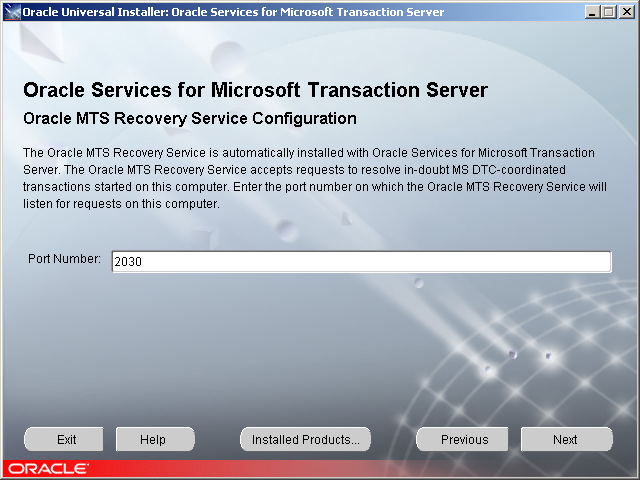 Oracle Universal Installer: Oracle Services for Microsoft Transaction Server
Oracle Services for Microsoft Transaction Server
Oracle MTS Recovery Service Configuration
The Oracle MTS Recovery Service is automatically installed with Oracle Services for Microsoft Transaction
Server. The Oracle MTS Recovery Service accepts requests to resolve in-doubt MS DTC-coordinated
transactions started on this computer. Enter the port number on which the Oracle MTS Recovery Service will
listen for requests on this computer.
Port Number: 2030
Exit Help Installed Products... Previous Next
ORACLE